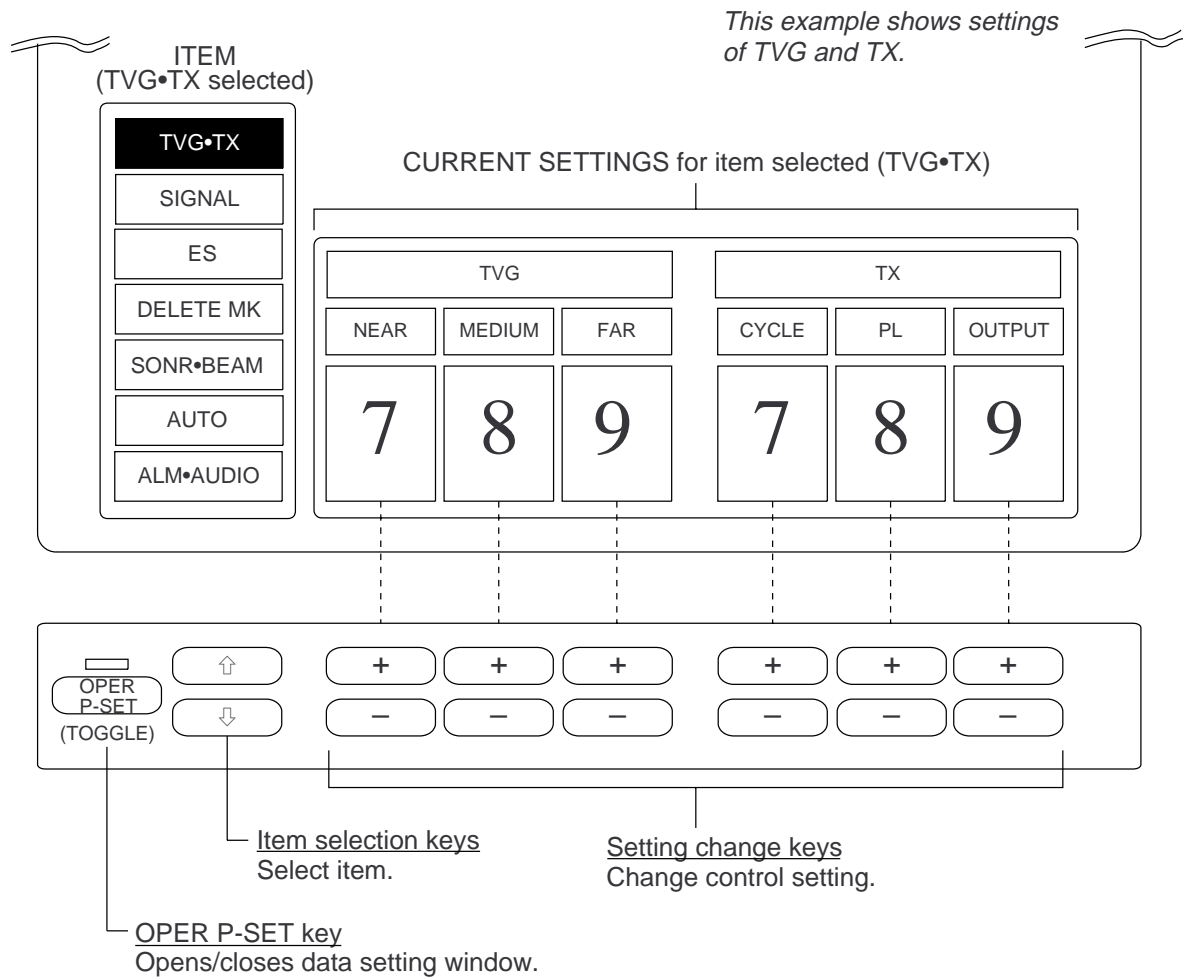 This example shows settings
of TVG and TX.
ITEM
(TVG•TX selected)
TVG•TX
SIGNAL
ES
DELETE MK
SONR•BEAM
AUTO
ALM•AUDIO
CURRENT SETTINGS for item selected (TVG•TX)
TVG TX
NEAR MEDIUM FAR CYCLE PL OUTPUT
7 8 9 7 8 9
OPER
P-SET
(TOGGLE)
⇧
⇩
+ + + + + +
– – – – – –
Item selection keys
Select item.
Setting change keys
Change control setting.
OPER P-SET key
Opens/closes data setting window.